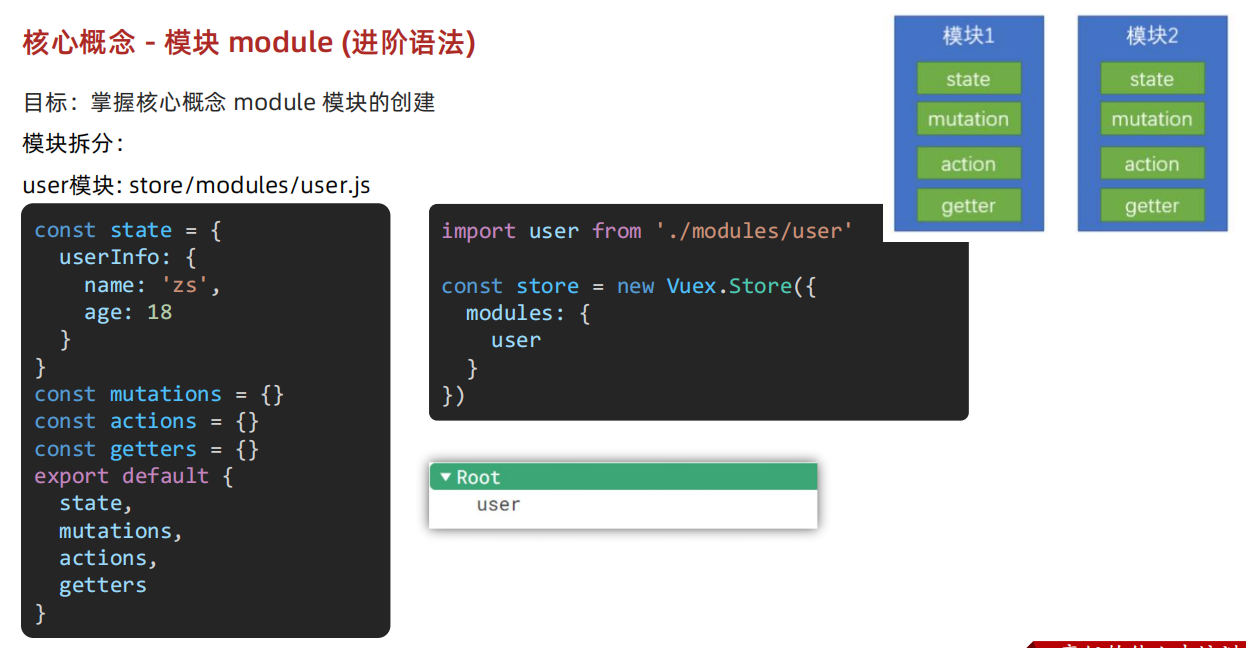 核心概念 - 模块 module (进阶语法)
目标：掌握核心概念 module 模块的创建
模块拆分：
user模块: store/modules/user.js
const state = {
  userInfo: {
    name: 'zs',
    age: 18
  }
}
const mutations = {}
const actions = {}
const getters = {}
export default {
  state,
  mutations,
  actions,
  getters
}
import user from './modules/user'
const store = new Vuex.Store({
  modules: {
    user
  }
})
Root
user
模块1
state
mutation
action
getter
模块2
state
mutation
action
getter